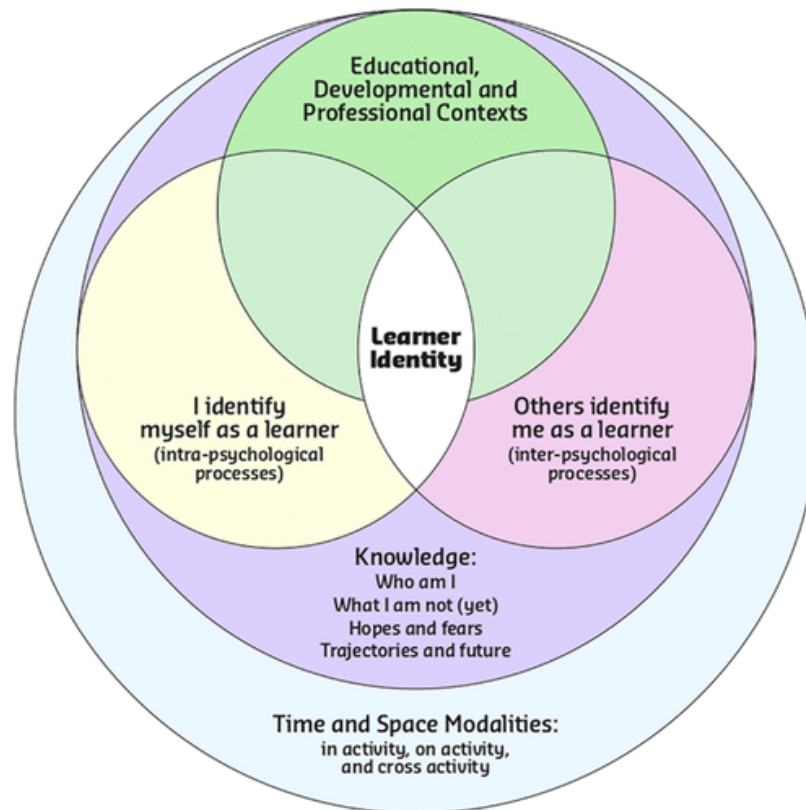 Educational,
Developmental and
Professional Contexts
Learner
Identity
I identify
myself as a learner
(intra-psychological
processes)
Others identify
me as a learner
(inter-psychological
processes)
Knowledge:
Who am I
What I am not (yet)
Hopes and fears
Trajectories and future
Time and Space Modalities:
in activity, on activity,
and cross activity